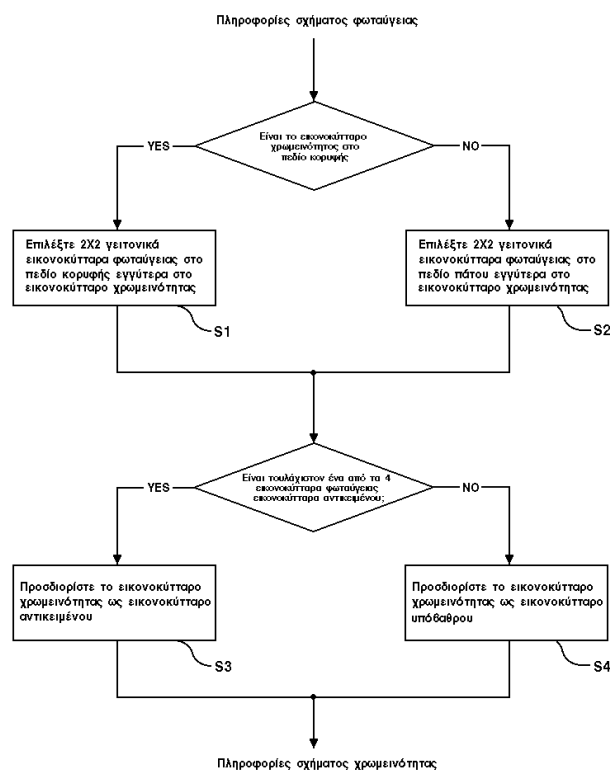 Πληροφορίες σχήματος φωταύγειας
Είναι το εικονοκύτταρο
χρωμεινότητος στο
πεδίο κορυφής
YES
NO
Επιλέξτε 2X2 γειτονικά
εικονοκύτταρα φωταύγειας στο
πεδίο κορυφής εγγύτερα στο
εικονοκύτταρο χρωμεινότητας
S1
Επιλέξτε 2X2 γειτονικά
εικονοκύτταρα φωταύγειας στο
πεδίο πάτου εγγύτερα στο
εικονοκύτταρο χρωμεινότητας
S2
Είναι τουλάχιστον ένα από τα 4
εικονοκύτταρα φωταύγειας
εικονοκύτταρα αντικειμένου;
YES
NO
Προσδιορίστε το εικονοκύτταρο
χρωμεινότητας ως εικονοκύτταρο
αντικειμένου
S3
Προσδιορίστε το εικονοκύτταρο
χρωμεινότητας ως εικονοκύτταρο
υπόβαθρου
S4
Πληροφορίες σχήματος χρωμεινότητας